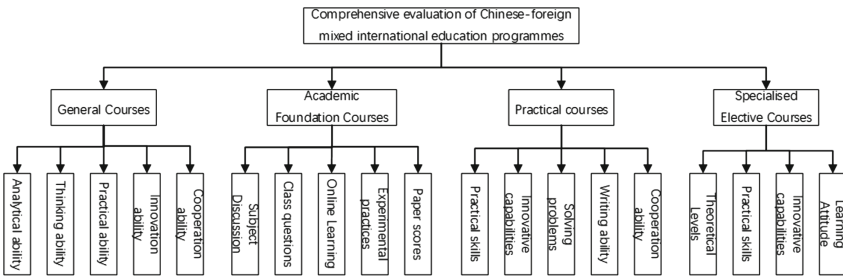 Comprehensive evaluation of Chinese-foreign
mixed international education programmes
General Courses
Academic
Foundation Courses
Practical courses
Specialised
Elective Courses
Analytical ability
Thinking ability
Practical ability
Innovation
ability
Cooperation
ability
Subject
Discussion
Class questions
Online Learning
Experimental
practices
Paper scores
Practical skills
Innovative
capabilities
Solving
problems
Writing ability
Cooperation
ability
Theoretical
Levels
Practical skills
Innovative
capabilities
Learning
Attitude